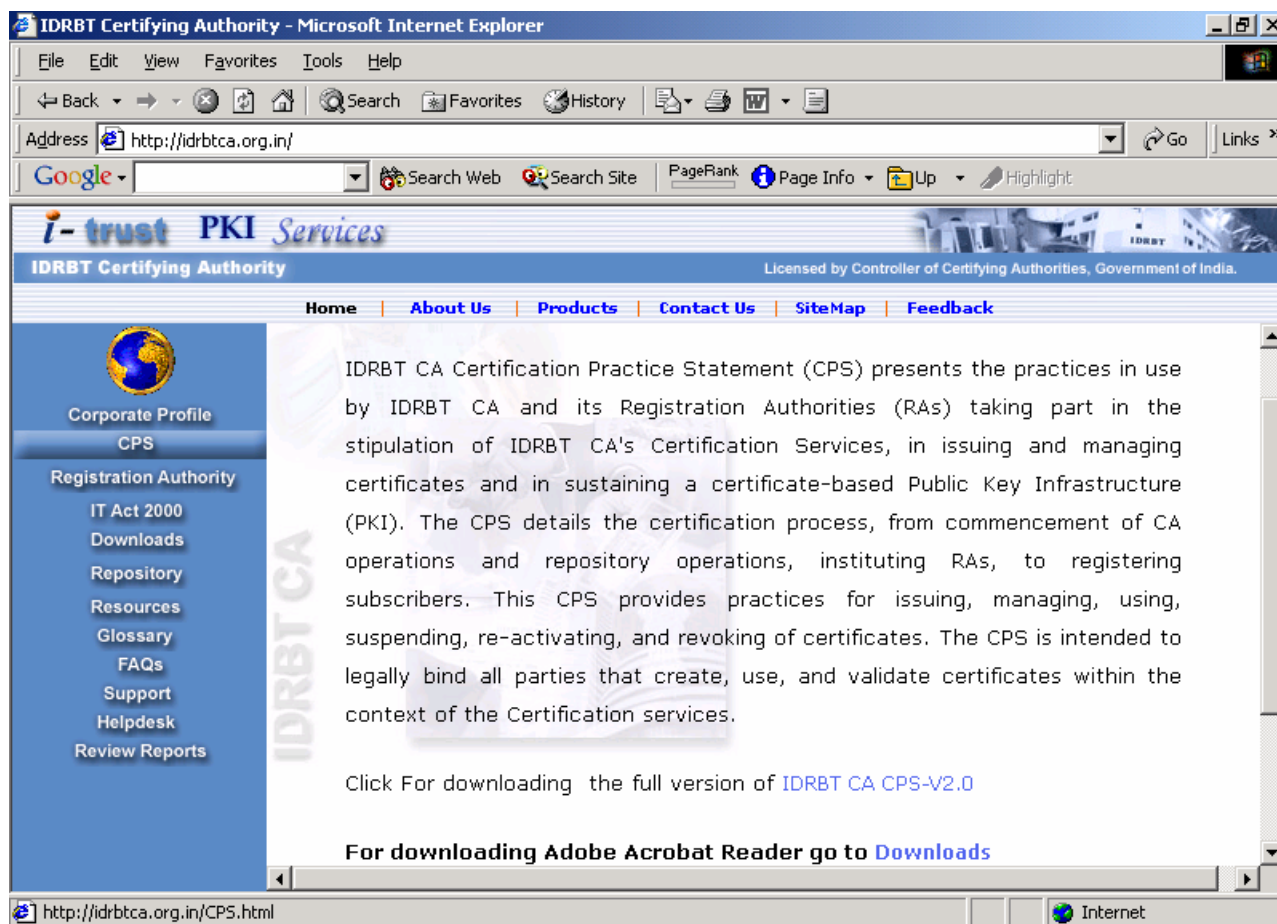 IDRBT Certifying Authority - Microsoft Internet Explorer
File Edit View Favorites Tools Help
Back Search Favorites History
Address http://idrbtca.org.in/ Go Links »
Google Search Web Search Site PageRank Page Info Up Highlight
i- trust PKI Services
IDRBT
IDRBT Certifying Authority Licensed by Controller of Certifying Authorities, Government of India.
Home | About Us | Products | Contact Us | SiteMap | Feedback
Corporate Profile
CPS
Registration Authority
IT Act 2000
Downloads
Repository
Resources
Glossary
FAQs
Support
Helpdesk
Review Reports
IDRBT CA
IDRBT CA Certification Practice Statement (CPS) presents the practices in use
by IDRBT CA and its Registration Authorities (RAs) taking part in the
stipulation of IDRBT CA's Certification Services, in issuing and managing
certificates and in sustaining a certificate-based Public Key Infrastructure
(PKI). The CPS details the certification process, from commencement of CA
operations and repository operations, instituting RAs, to registering
subscribers. This CPS provides practices for issuing, managing, using,
suspending, re-activating, and revoking of certificates. The CPS is intended to
legally bind all parties that create, use, and validate certificates within the
context of the Certification services.
Click For downloading the full version of IDRBT CA CPS-V2.0
For downloading Adobe Acrobat Reader go to Downloads
http://idrbtca.org.in/CPS.html Internet